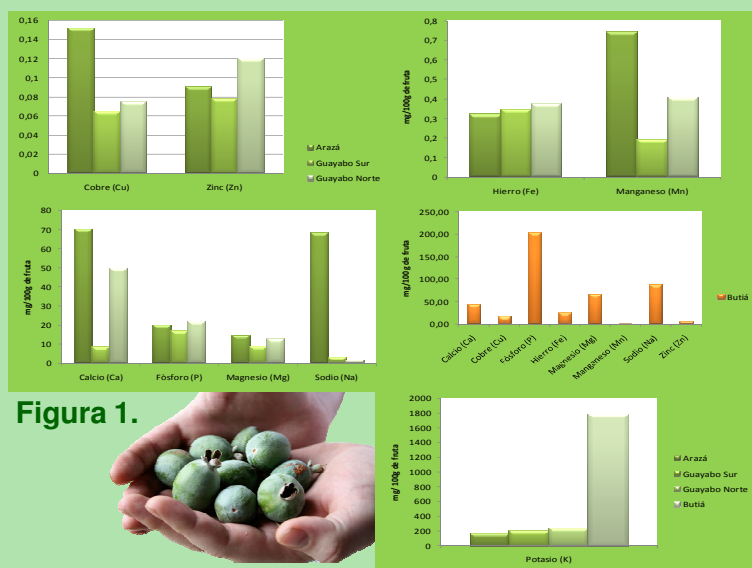 0,16
0,14
0,12
0,1
0,08
0,06
0,04
0,02
0
Cobre (Cu) Zinc (Zn)
Arazá
Guayabo Sur
Guayabo Norte
mg/100g de fruta
0,8
0,7
0,6
0,5
0,4
0,3
0,2
0,1
0
Hierro (Fe) Manganeso (Mn)
mg/100g de fruta
80
70
60
50
40
30
20
10
0
Calcio (Ca) Fòsforo (P) Magnesio (Mg) Sodio (Na)
mg/100g de fruta
250,00
200,00
150,00
100,00
50,00
0,00
Calcio (Ca) Cobre (Cu) Fòsforo (P) Hierro (Fe) Magnesio (Mg) Manganeso (Mn) Sodio (Na) Zinc (Zn)
Butiá
Figura 1.
mg/ 100g de fruta
2000
1800
1600
1400
1200
1000
800
600
400
200
0
Potasio (K)
Arazá
Guayabo Sur
Guayabo Norte
Butiá